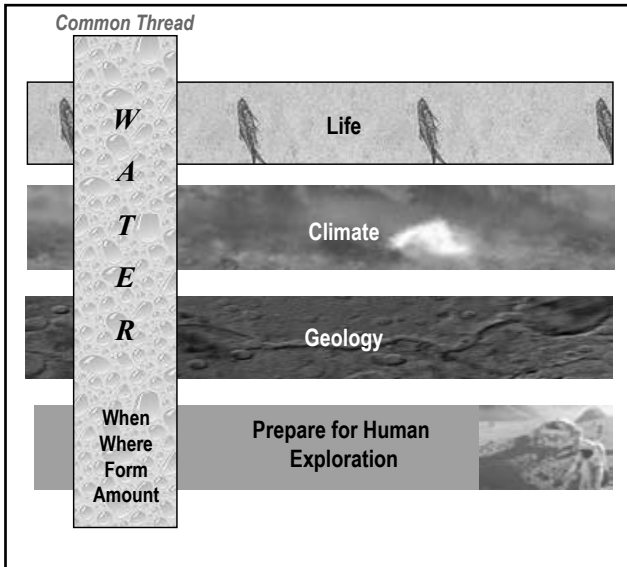 Common Thread
W
A
T
E
R
When
Where
Form
Amount
Life
Climate
Geology
Prepare for Human
Exploration